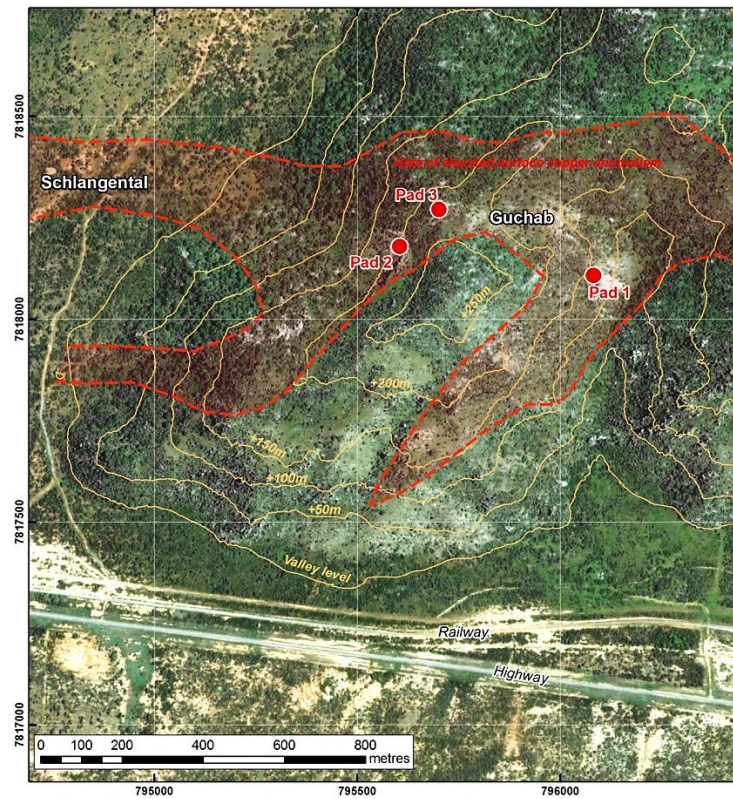 7818500
Area of elevated surface copper anomalism
Schlangental
Pad 3
Guchab
Pad 2
Pad 1
7818000
+250m
+200m
+150m
+100m
+50m
7817500
Valley level
Railway
Highway
7817000
0 100 200 400 600 800
metres
795000 795500 796000